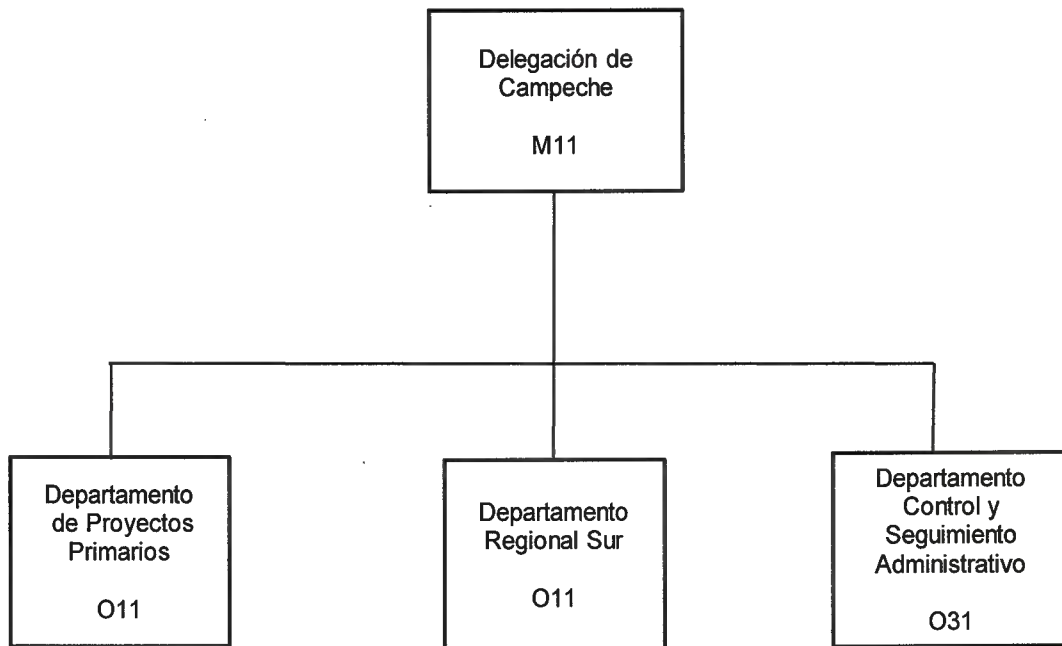 Delegación de
Campeche
M11
Departamento
de Proyectos
Primarios
O11
Departamento
Regional Sur
O11
Departamento
Control y
Seguimiento
Administrativo
O31